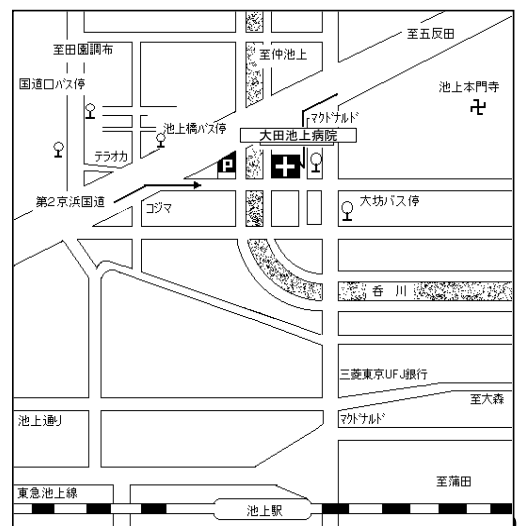 至五反田
至田園調布
至仲池上
国道口バス停
池上本門寺
マクドナルド
池上橋バス停
大田池上病院
テラオカ
P
第2京浜国道
コジマ
大坊バス停
呑 川
三菱東京UFJ銀行
至大森
池上通り
マクドナルド
至蒲田
東急池上線
池上駅